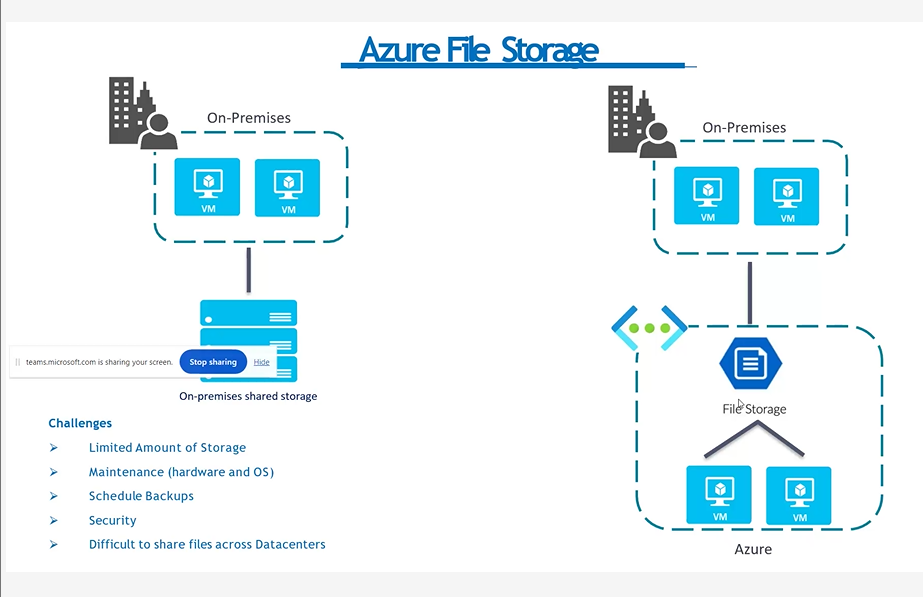 Azure File Storage
On-Premises
VM
VM
teams.microsoft.com is sharing your screen.
Stop sharing
Hide
On-premises shared storage
Challenges
Limited Amount of Storage
Maintenance (hardware and OS)
Schedule Backups
Security
Difficult to share files across Datacenters
On-Premises
VM
VM
File Storage
VM
VM
Azure